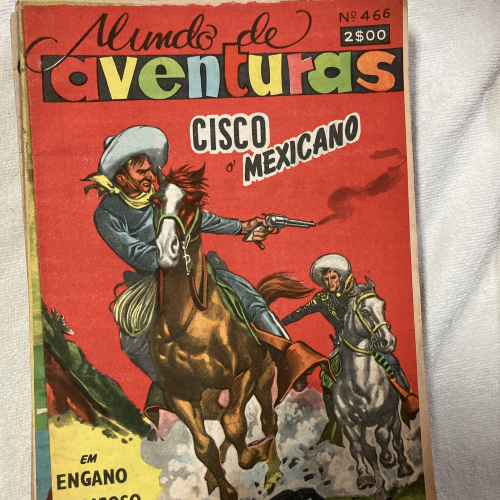 Mundo de
Nº 466
2$00
aventuras
CISCO
o MEXICANO
EM
ENGANO